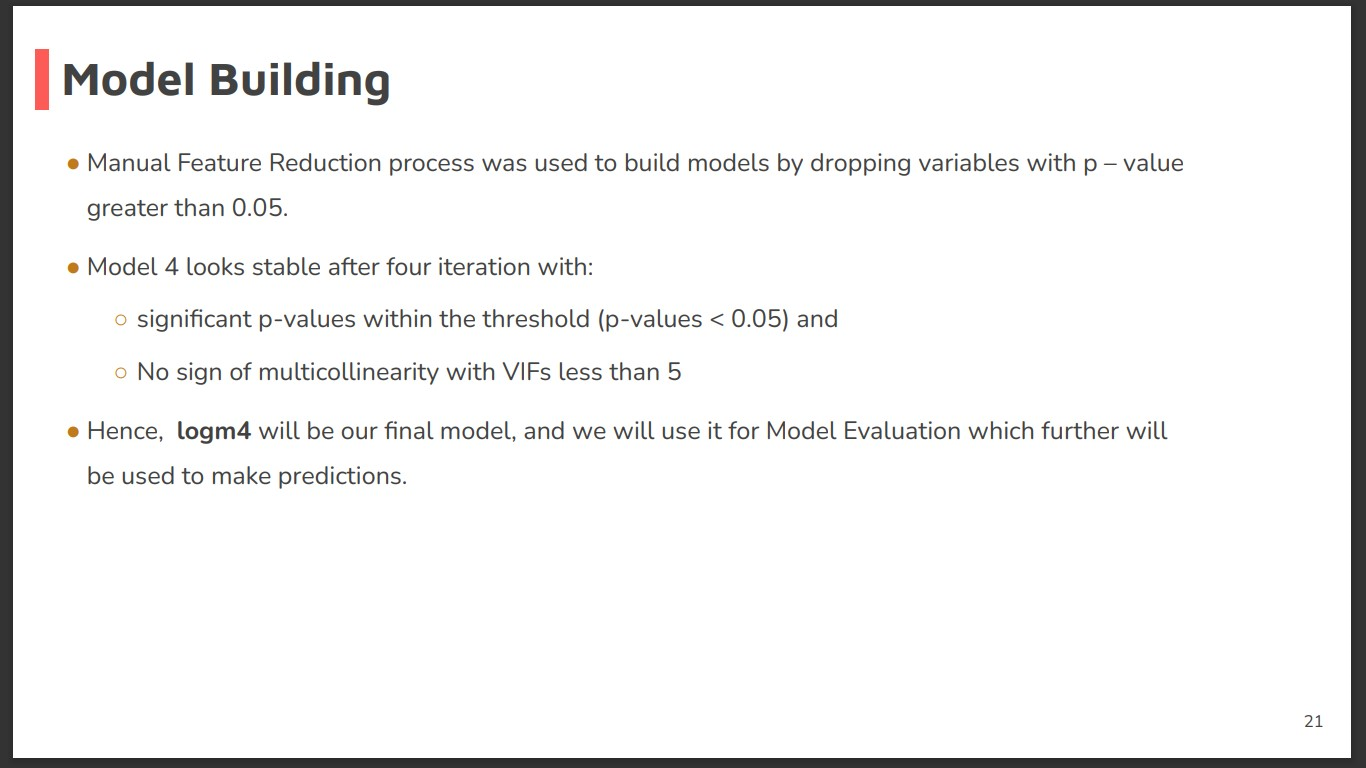 Model Building
● Manual Feature Reduction process was used to build models by dropping variables with p – value
greater than 0.05.
● Model 4 looks stable after four iteration with:
○ significant p-values within the threshold (p-values < 0.05) and
○ No sign of multicollinearity with VIFs less than 5
● Hence, logm4 will be our final model, and we will use it for Model Evaluation which further will
be used to make predictions.
21